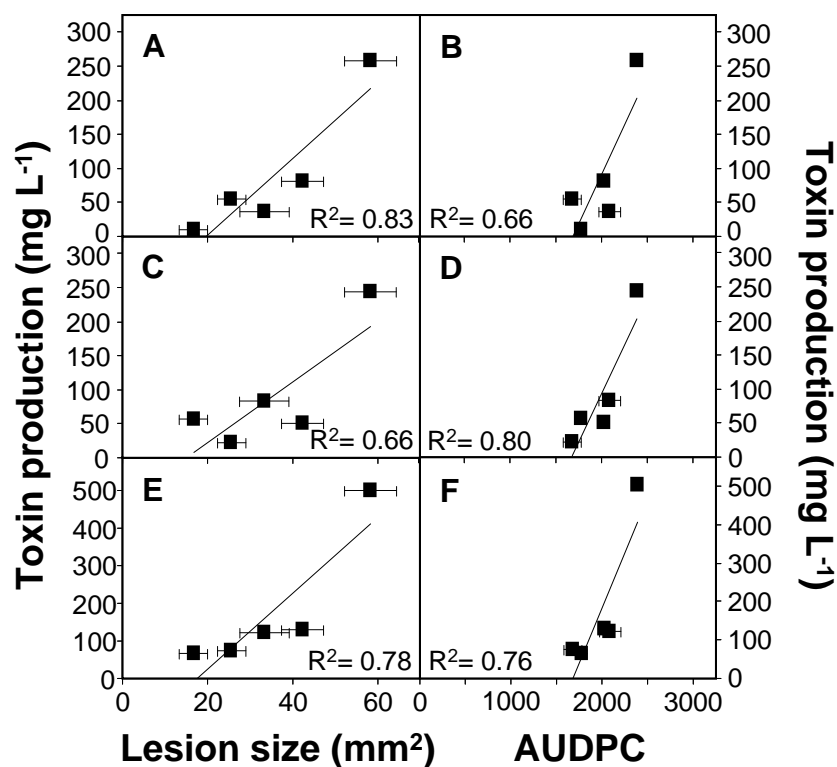 Toxin production (mg L-1)
Toxin production (mg L-1)
A
300
250
200
150
100
50
0
R2= 0.83
B
300
250
200
150
100
50
0
R2= 0.66
C
300
250
200
150
100
50
0
R2= 0.66
D
300
250
200
150
100
50
0
R2= 0.80
E
500
400
300
200
100
0
R2= 0.78
F
500
400
300
200
100
0
R2= 0.76
0 20 40 60
0 1000 2000 3000
Lesion size (mm2)
AUDPC